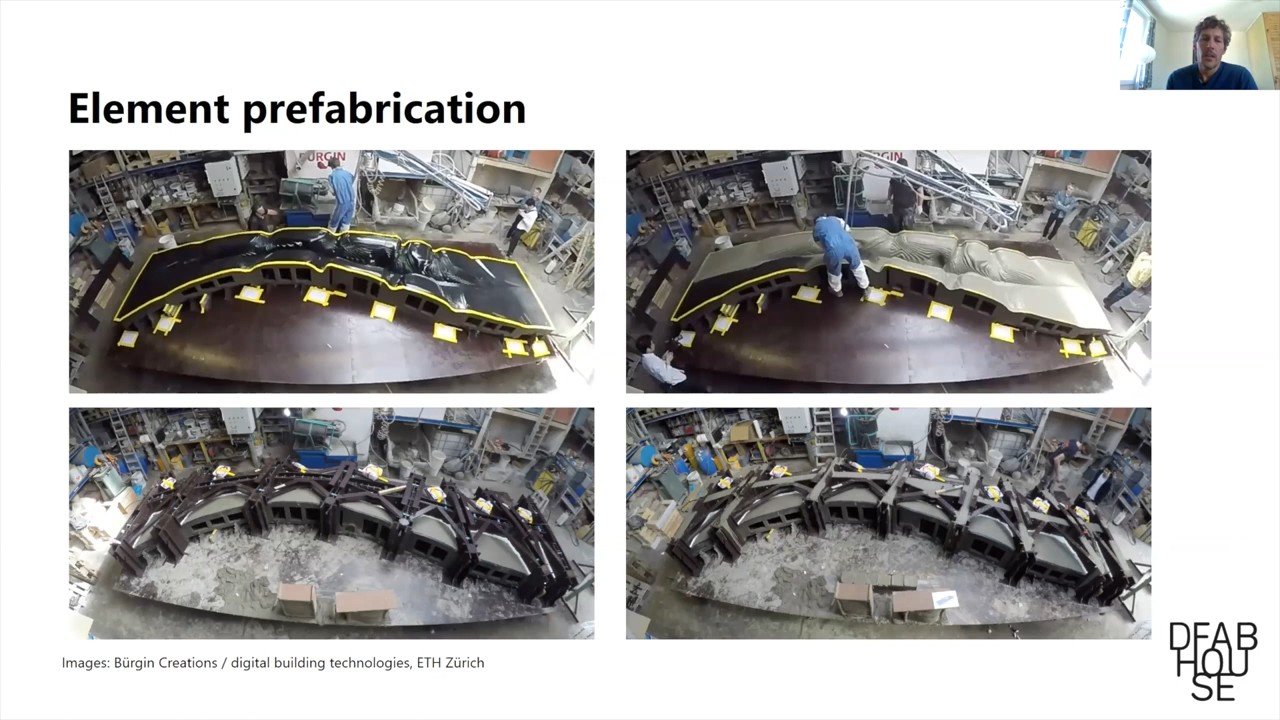 Element prefabrication
BÜRGIN
Images: Bürgin Creations / digital building technologies, ETH Zürich
DFAB
HOU
SE